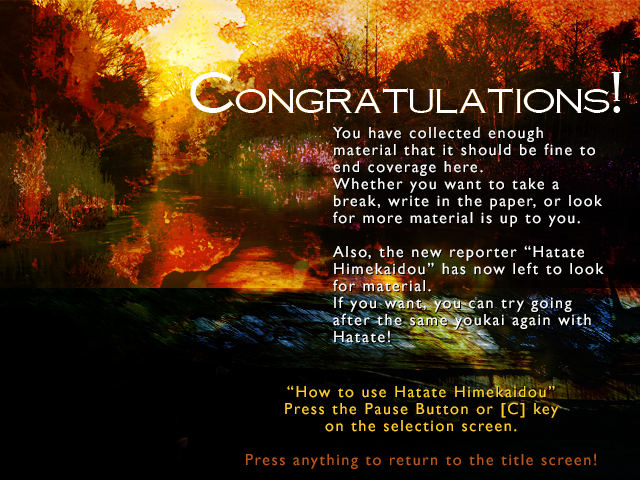 CONGRATULATIONS!
You have collected enough
material that it should be fine to
end coverage here.
Whether you want to take a
break, write in the paper, or look
for more material is up to you.
Also, the new reporter “Hatate
Himekaidou” has now left to look
for material.
If you want, you can try going
after the same youkai again with
Hatate!
“How to use Hatate Himekaidou”
Press the Pause Button or [C] key
on the selection screen.
Press anything to return to the title screen!